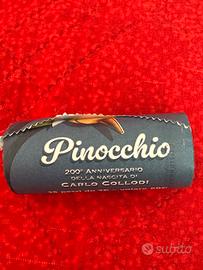 Pinocchio
200° ANNIVERSARIO
DELLA NASCITA DI
CARLO COLLODI
subito